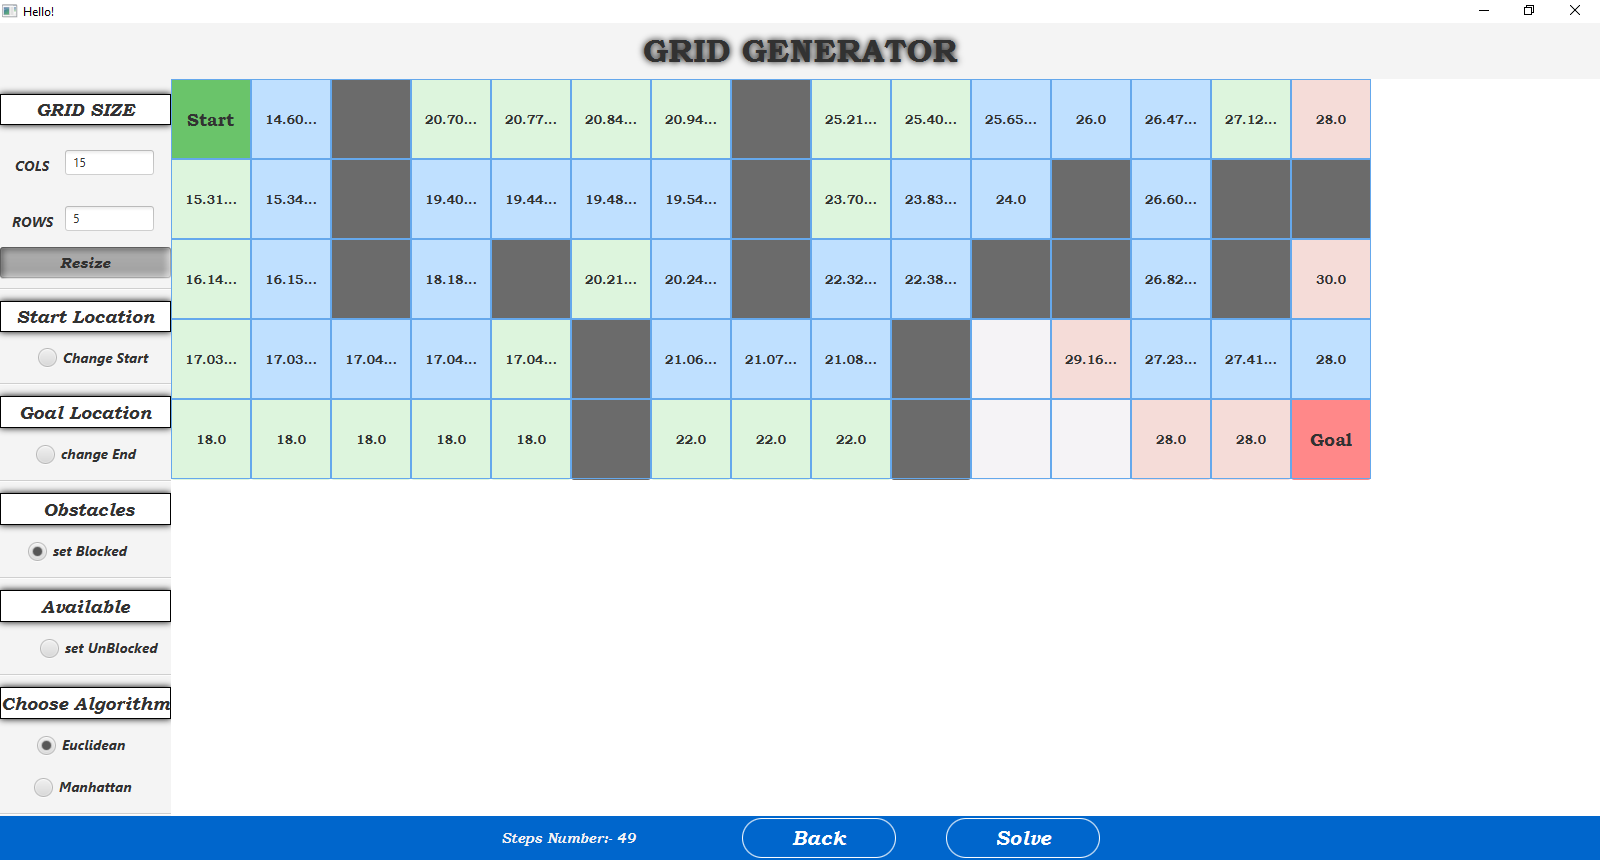 Hello!
GRID GENERATOR
GRID SIZE
COLS 15
ROWS 5
Resize
Start Location
Change Start
Goal Location
change End
Obstacles
set Blocked
Available
set UnBlocked
Choose Algorithm
Euclidean
Manhattan
Start 14.60... 20.70... 20.77... 20.84... 20.94... 25.21... 25.40... 25.65... 26.0 26.47... 27.12... 28.0
15.31... 15.34... 19.40... 19.44... 19.48... 19.54... 23.70... 23.83... 24.0 26.60...
16.14... 16.15... 18.18... 20.21... 20.24... 22.32... 22.38... 26.82... 30.0
17.03... 17.03... 17.04... 17.04... 17.04... 21.06... 21.07... 21.08... 29.16... 27.23... 27.41... 28.0
18.0 18.0 18.0 18.0 18.0 22.0 22.0 22.0 28.0 28.0 Goal
Steps Number:- 49
Back
Solve